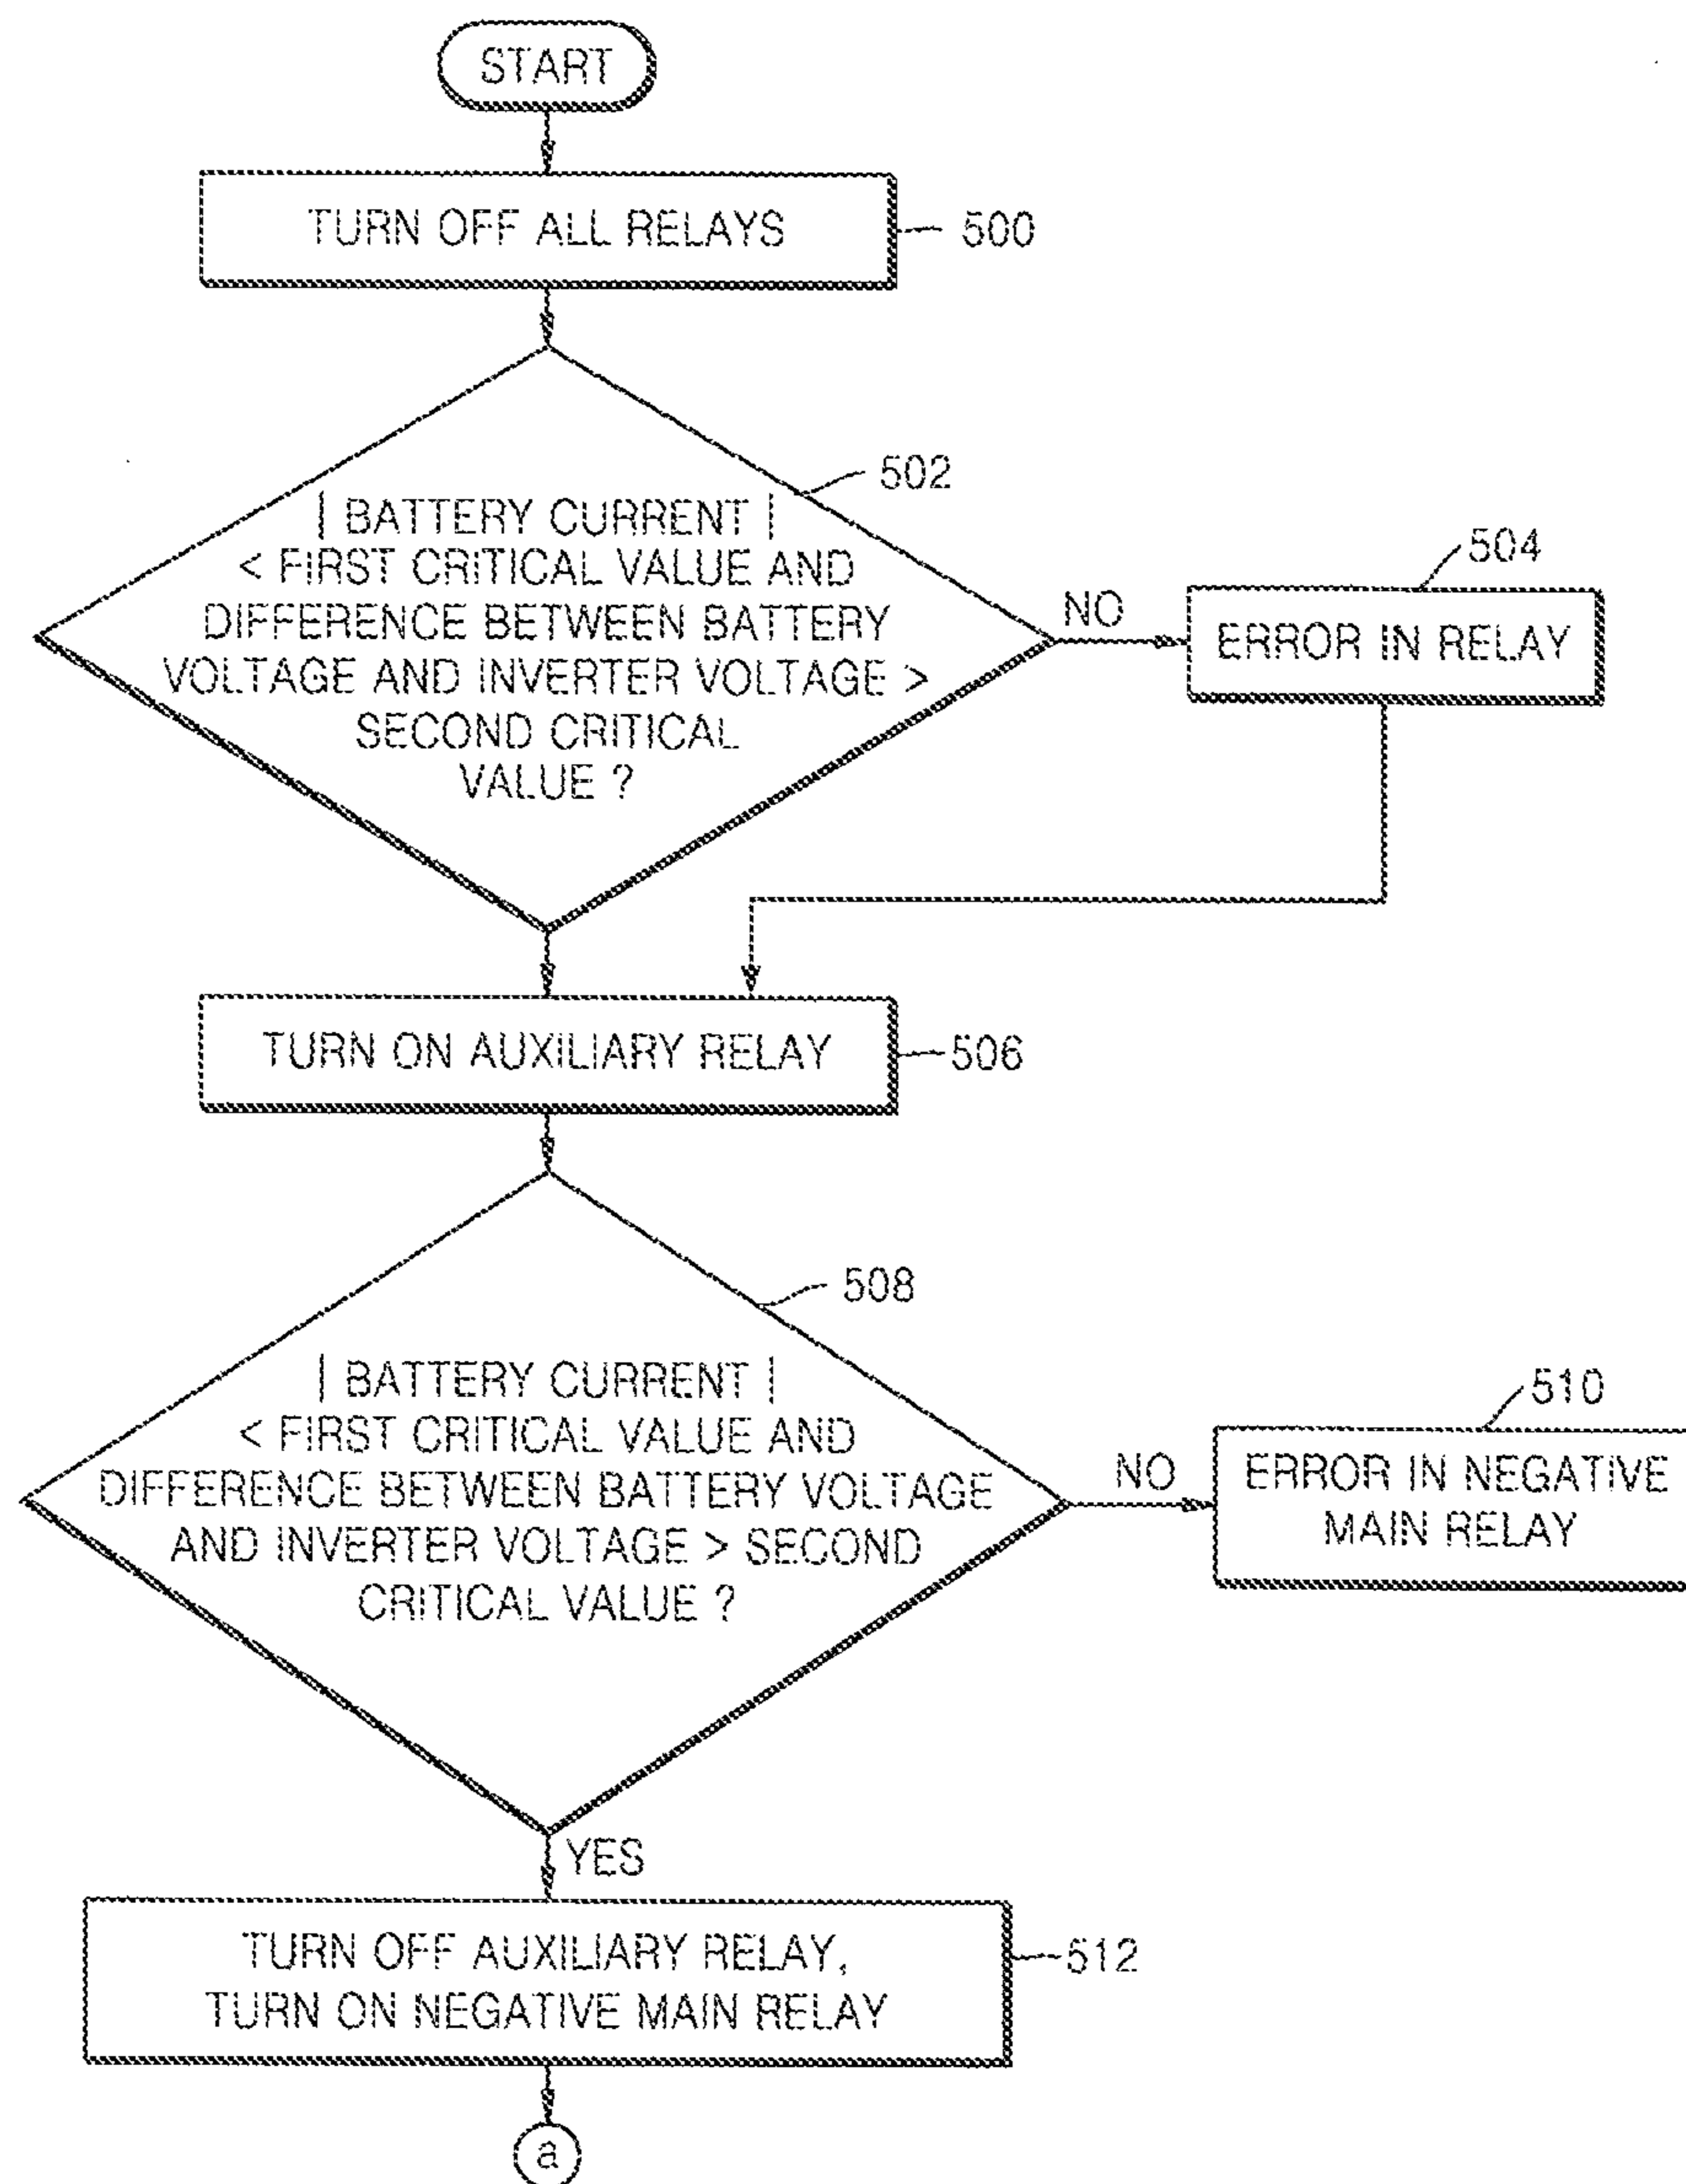 START
TURN OFF ALL RELAYS
500
502
| BATTERY CURRENT |
< FIRST CRITICAL VALUE AND
DIFFERENCE BETWEEN BATTERY
VOLTAGE AND INVERTER VOLTAGE >
SECOND CRITICAL
VALUE ?
NO
504
ERROR IN RELAY
TURN ON AUXILIARY RELAY
506
508
| BATTERY CURRENT |
< FIRST CRITICAL VALUE AND
DIFFERENCE BETWEEN BATTERY VOLTAGE
AND INVERTER VOLTAGE > SECOND
CRITICAL VALUE ?
NO
510
ERROR IN NEGATIVE
MAIN RELAY
YES
TURN OFF AUXILIARY RELAY,
TURN ON NEGATIVE MAIN RELAY
512
a